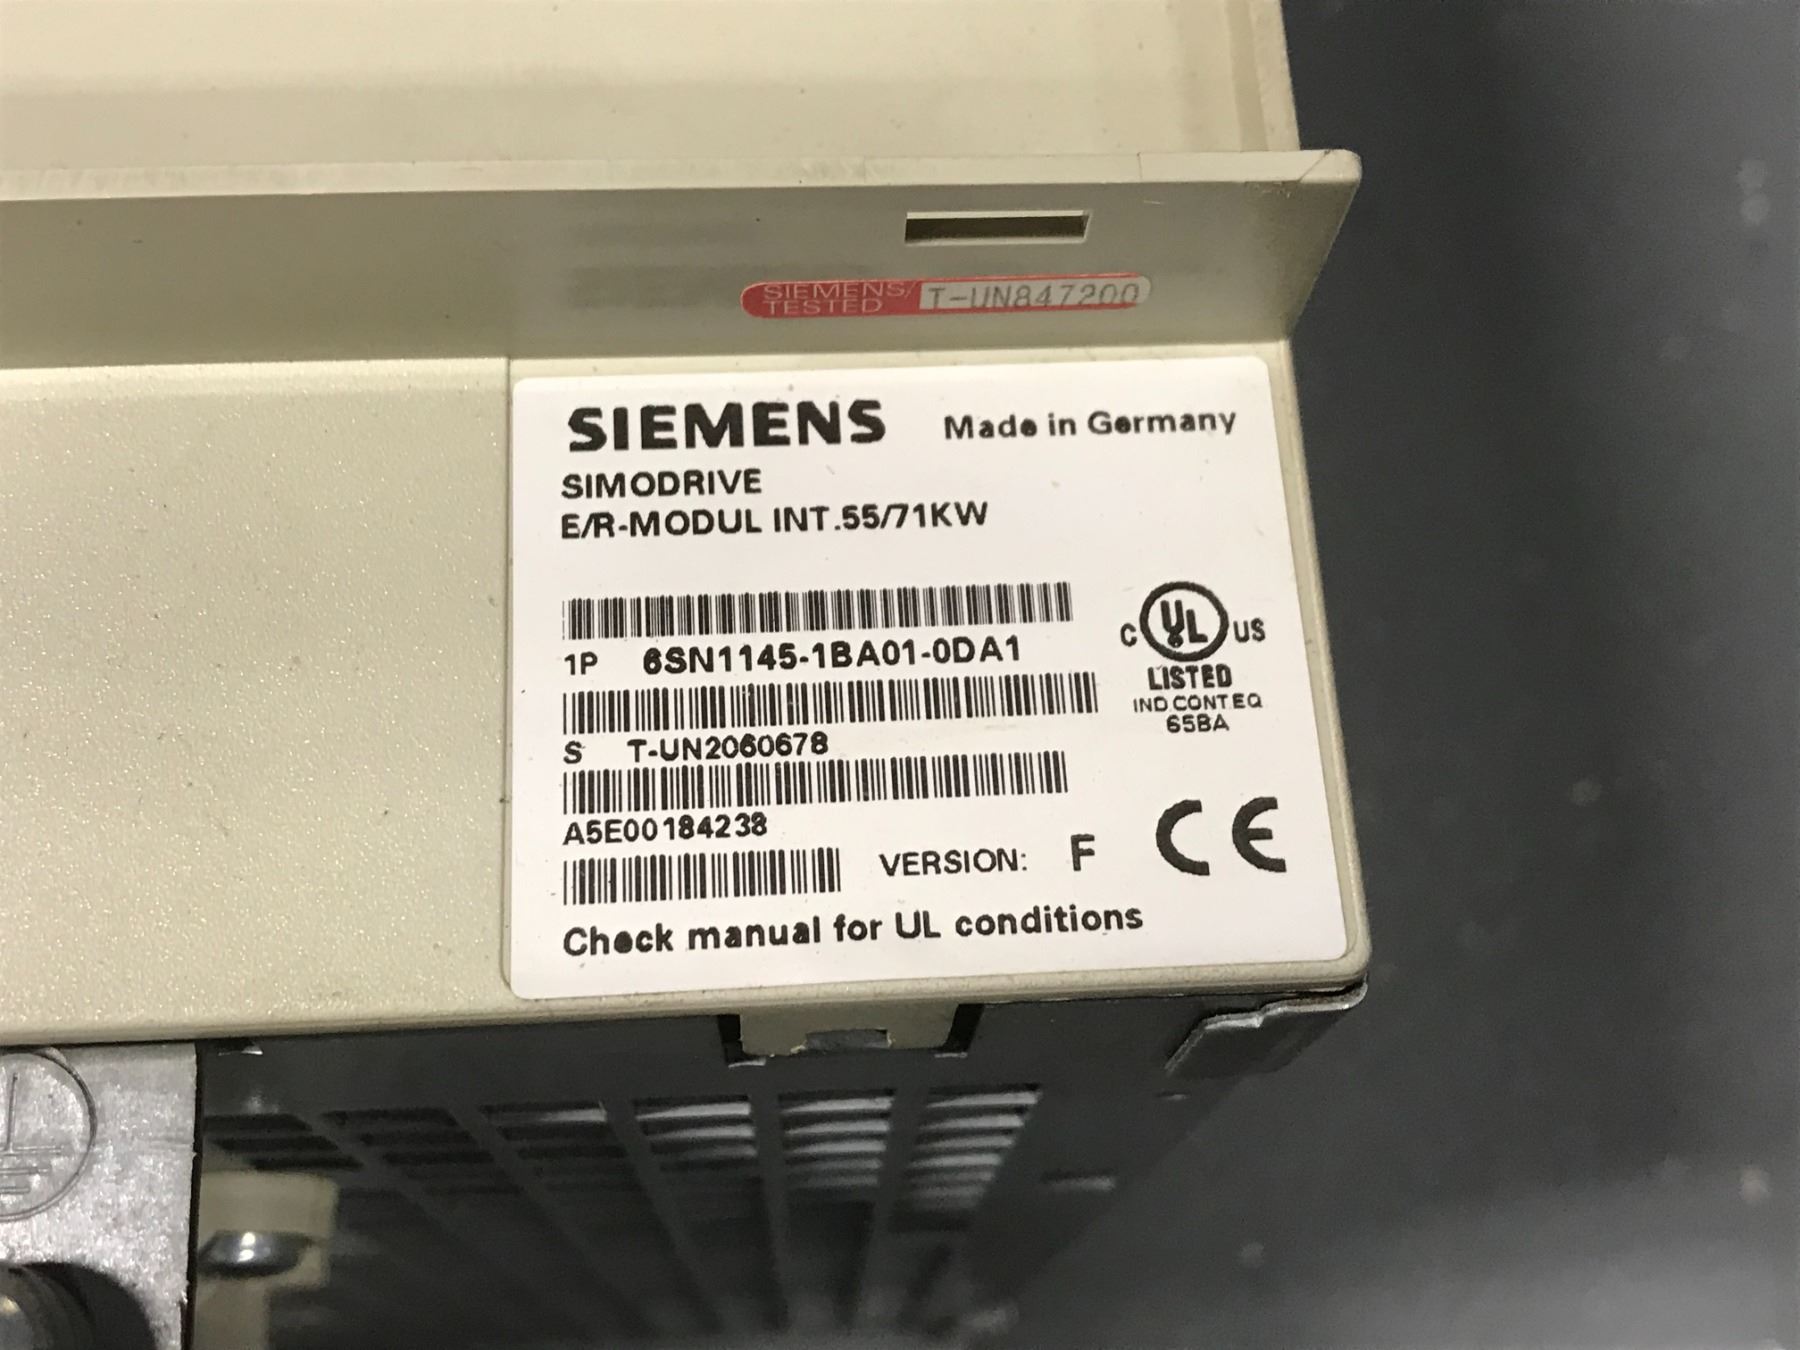 SIEMENS/
TESTED T-UN847200
SIEMENS Made in Germany
SIMODRIVE
E/R-MODUL INT.55/71KW
1P 6SN1145-1BA01-0DA1
S T-UN2060678
A5E00184238
VERSION: F
Check manual for UL conditions
C UL US
LISTED
IND.CONT.EQ
65BA
CE